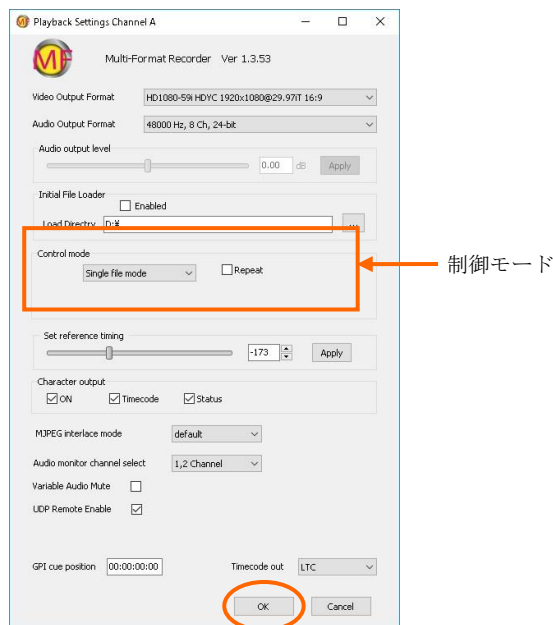 Playback Settings Channel A
MF
Multi-Format Recorder Ver 1.3.53
Video Output Format HD1080-59i HDYC 1920x1080@29.97iT 16:9
Audio Output Format 48000 Hz, 8 Ch, 24-bit
Audio output level
0.00 dB Apply
Initial File Loader
Enabled
Load Directry D:¥ ...
Control mode
Single file mode Repeat
制御モード
Set reference timing
-173 Apply
Character output
ON Timecode Status
MJPEG interlace mode default
Audio monitor channel select 1,2 Channel
Variable Audio Mute
UDP Remote Enable
GPI cue position 00:00:00:00 Timecode out LTC
OK Cancel